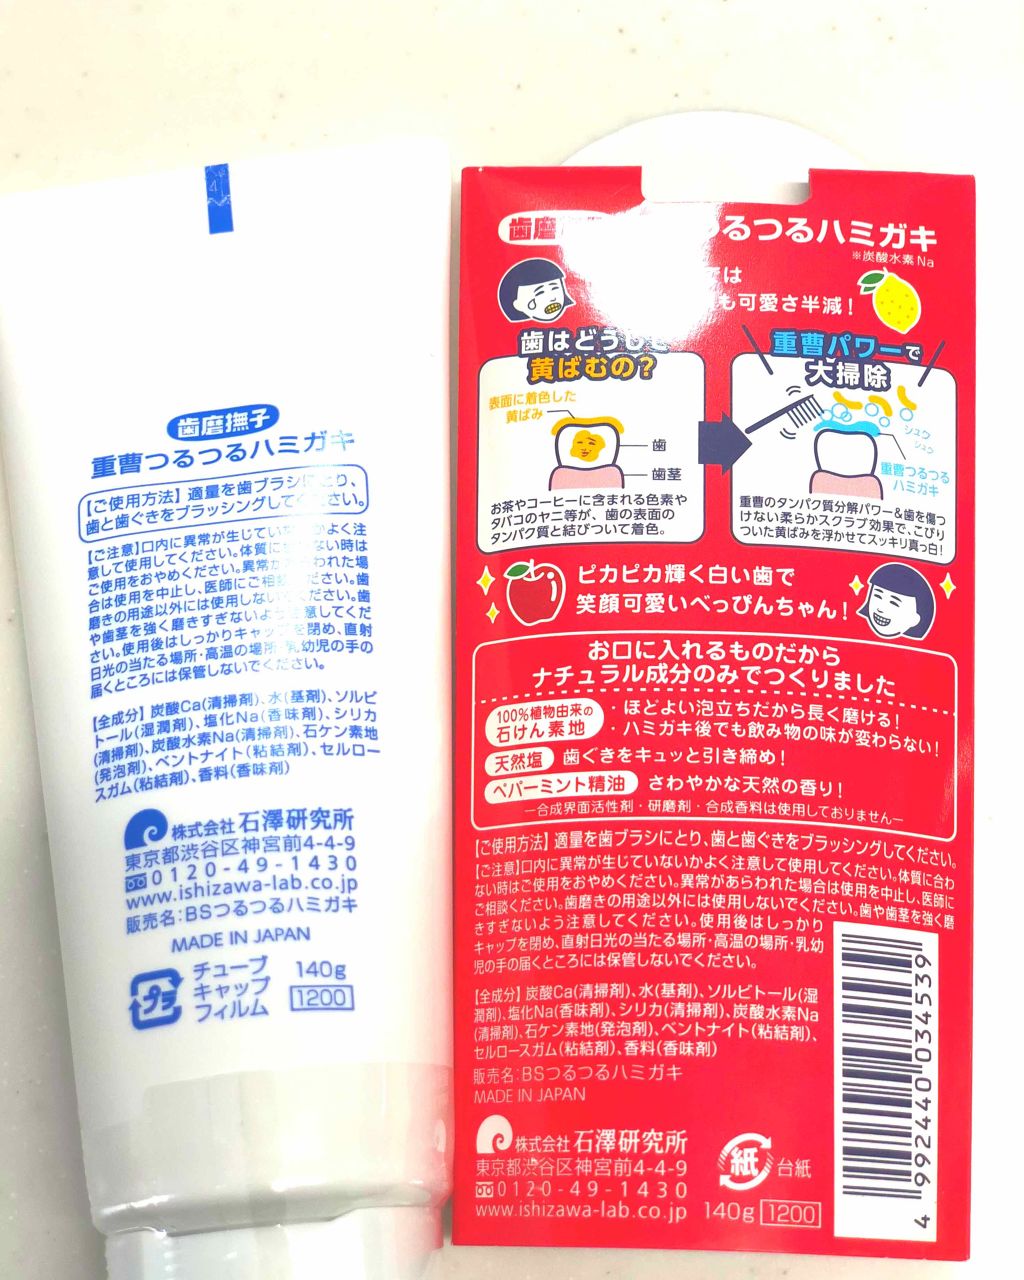 歯磨撫子
重曹つるつるハミガキ
【ご使用方法】適量を歯ブラシにとり、
歯と歯ぐきをブラッシングしてください。
【ご注意】口内に異常が生じていないかよく注
意して使用してください。体質に合わない時は
ご使用をおやめください。異常があらわれた場
合は使用を中止し、医師にご相談ください。歯
磨きの用途以外には使用しないでください。歯
や歯茎を強く磨きすぎないよう注意してくだ
さい。使用後はしっかりキャップを閉め、直射
日光の当たる場所・高温の場所・乳幼児の手の
届くところには保管しないでください。
【全成分】炭酸Ca(清掃剤)、水(基剤)、ソルビ
トール(湿潤剤)、塩化Na(香味剤)、シリカ
(清掃剤)、炭酸水素Na(清掃剤)、石ケン素地
(発泡剤)、ベントナイト(粘結剤)、セルロー
スガム(粘結剤)、香料(香味剤)
株式会社 石澤研究所
東京都渋谷区神宮前4-4-9
0120-49-1430
www.ishizawa-lab.co.jp
販売名:BSつるつるハミガキ
MADE IN JAPAN
プラ
チューブ
キャップ
フィルム
140g
1200
歯磨 つるつるハミガキ
※炭酸水素Na
は
も可愛さ半減!
歯はどうして
黄ばむの?
表面に着色した
黄ばみ
歯
歯茎
お茶やコーヒーに含まれる色素や
タバコのヤニ等が、歯の表面の
タンパク質と結びついて着色。
重曹パワーで
大掃除
シュワ
シュワ
重曹つるつる
ハミガキ
重曹のタンパク質分解パワー&歯を傷つ
けない柔らかスクラブ効果で、こびり
ついた黄ばみを浮かせてスッキリ真っ白!
ピカピカ輝く白い歯で
笑顔可愛いべっぴんちゃん!
お口に入れるものだから
ナチュラル成分のみでつくりました
100%植物由来の
石けん素地
・ほどよい泡立ちだから長く磨ける!
・ハミガキ後でも飲み物の味が変わらない!
天然塩 歯ぐきをキュッと引き締め!
ペパーミント精油 さわやかな天然の香り!
―合成界面活性剤・研磨剤・合成香料は使用しておりません―
【ご使用方法】適量を歯ブラシにとり、歯と歯ぐきをブラッシングしてください。
【ご注意】口内に異常が生じていないかよく注意して使用してください。体質に合わ
ない時はご使用をおやめください。異常があらわれた場合は使用を中止し、医師に
ご相談ください。歯磨きの用途以外には使用しないでください。歯や歯茎を強く磨
きすぎないよう注意してください。使用後はしっかり
キャップを閉め、直射日光の当たる場所・高温の場所・乳幼
児の手の届くところには保管しないでください。
【全成分】炭酸Ca(清掃剤)、水(基剤)、ソルビトール(湿
潤剤)、塩化Na(香味剤)、シリカ(清掃剤)、炭酸水素Na
(清掃剤)、石ケン素地(発泡剤)、ベントナイト(粘結剤)、
セルロースガム(粘結剤)、香料(香味剤)
販売名:BSつるつるハミガキ
MADE IN JAPAN
株式会社 石澤研究所
東京都渋谷区神宮前4-4-9
0120-49-1430
www.ishizawa-lab.co.jp
紙 台紙
140g 1200
4 992440 034539